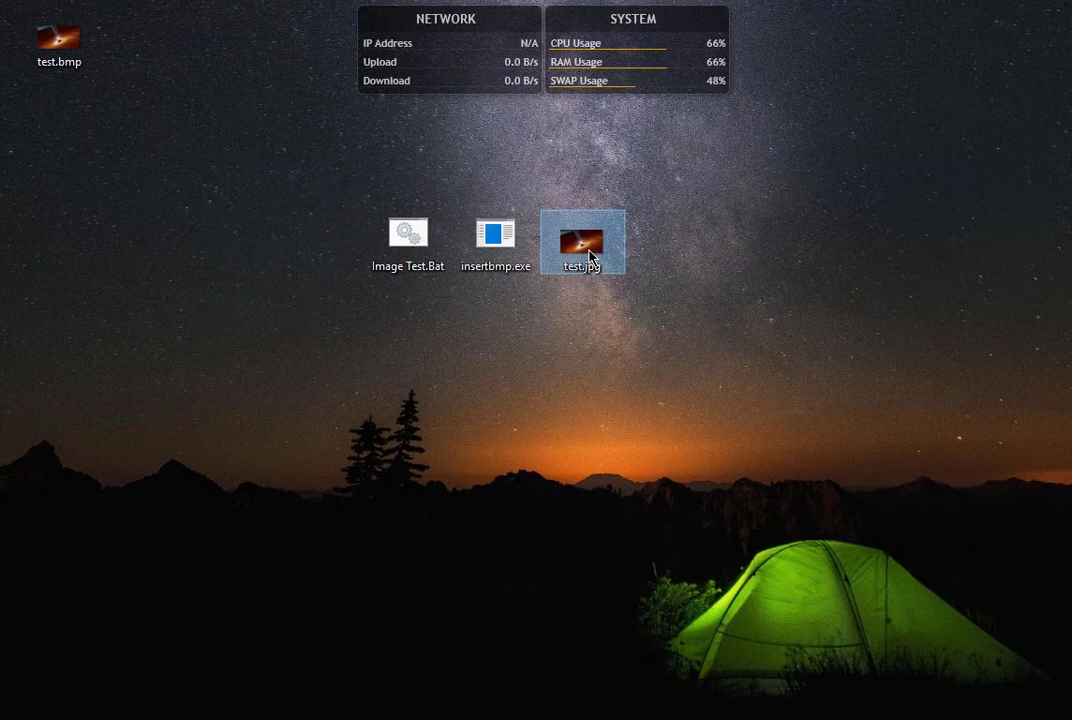 test.bmp
NETWORK
IP Address N/A
Upload 0.0 B/s
Download 0.0 B/s
SYSTEM
CPU Usage 66%
RAM Usage 66%
SWAP Usage 48%
Image Test.Bat
insertbmp.exe
test.jpg